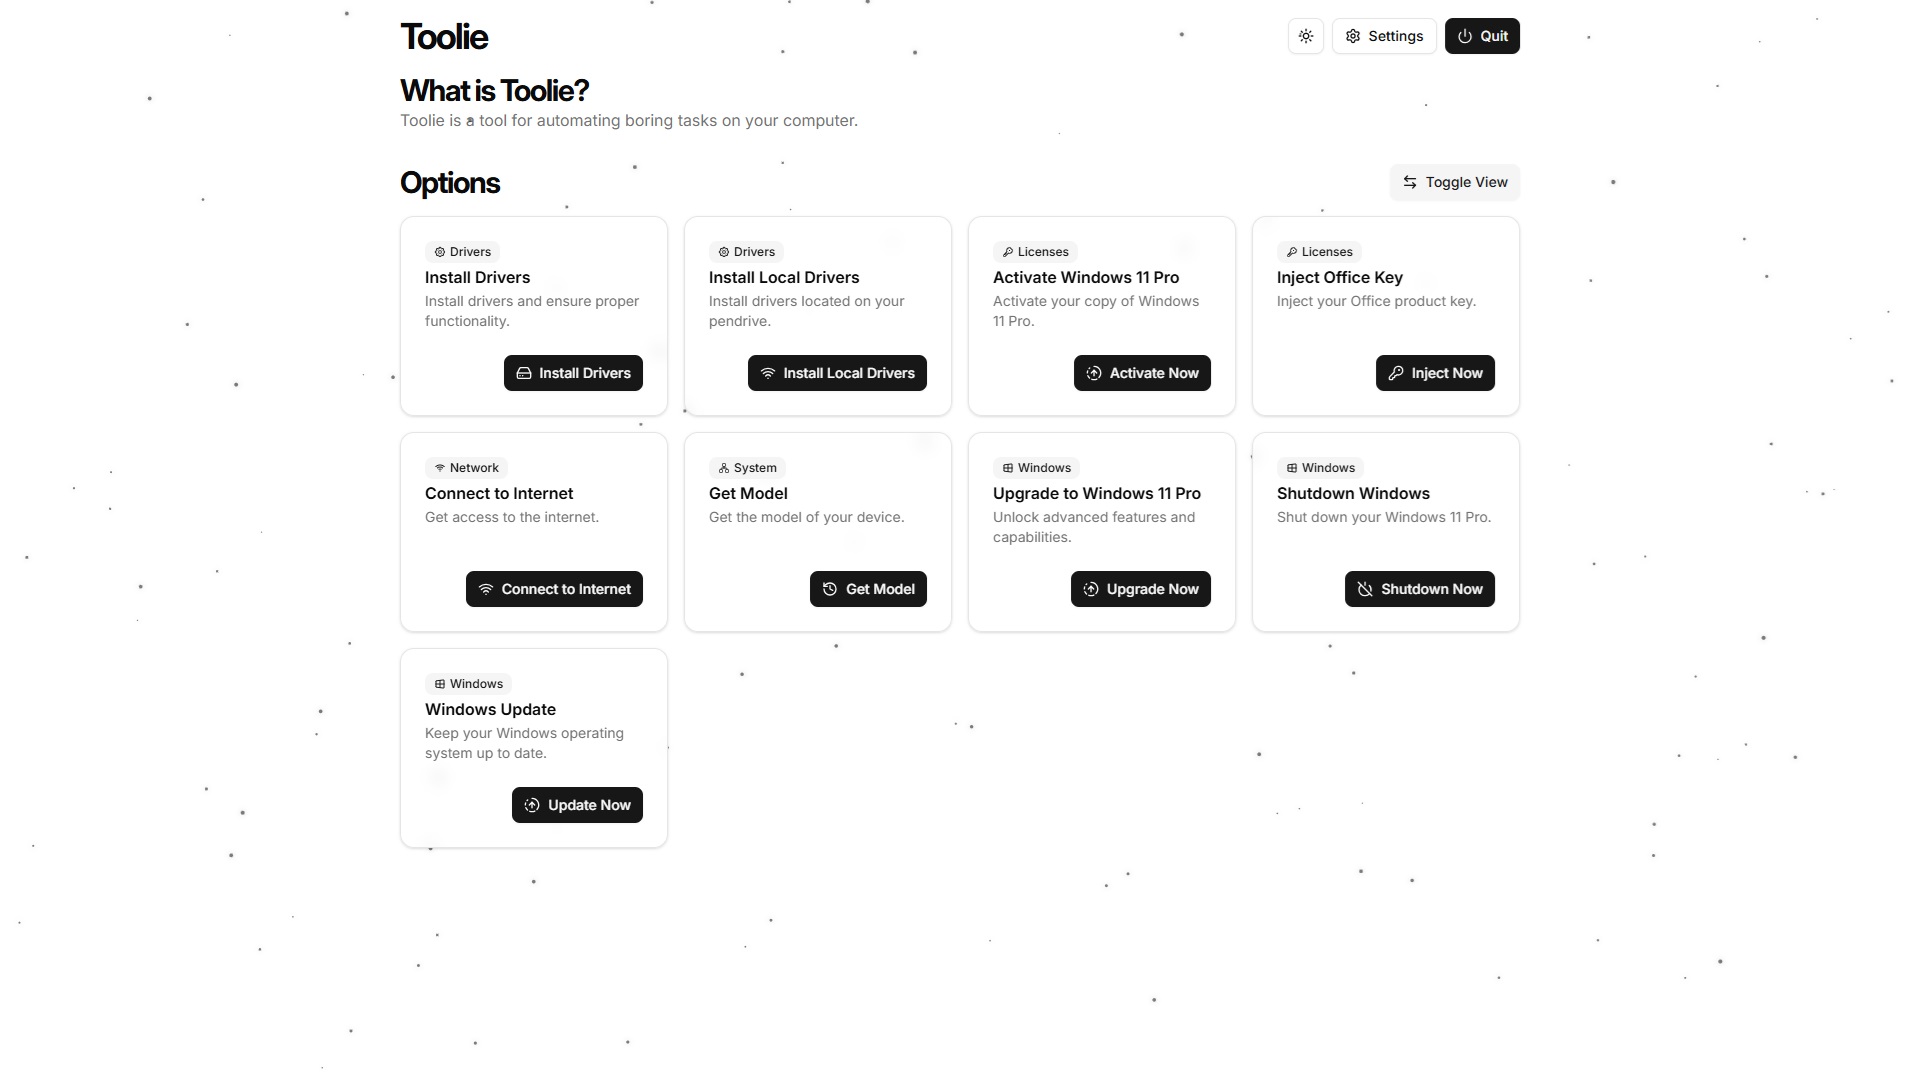 Toolie
Settings
Quit
What is Toolie?
Toolie is a tool for automating boring tasks on your computer.
Options
Toggle View
Drivers
Install Drivers
Install drivers and ensure proper
functionality.
Install Drivers
Drivers
Install Local Drivers
Install drivers located on your
pendrive.
Install Local Drivers
Licenses
Activate Windows 11 Pro
Activate your copy of Windows
11 Pro.
Activate Now
Licenses
Inject Office Key
Inject your Office product key.
Inject Now
Network
Connect to Internet
Get access to the internet.
Connect to Internet
System
Get Model
Get the model of your device.
Get Model
Windows
Upgrade to Windows 11 Pro
Unlock advanced features and
capabilities.
Upgrade Now
Windows
Shutdown Windows
Shut down your Windows 11 Pro.
Shutdown Now
Windows
Windows Update
Keep your Windows operating
system up to date.
Update Now